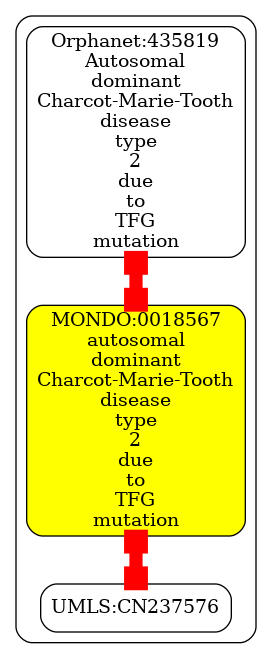 Orphanet:435819
Autosomal
dominant
Charcot-Marie-Tooth
disease
type
2
due
to
TFG
mutation
MONDO:0018567
autosomal
dominant
Charcot-Marie-Tooth
disease
type
2
due
to
TFG
mutation
UMLS:CN237576